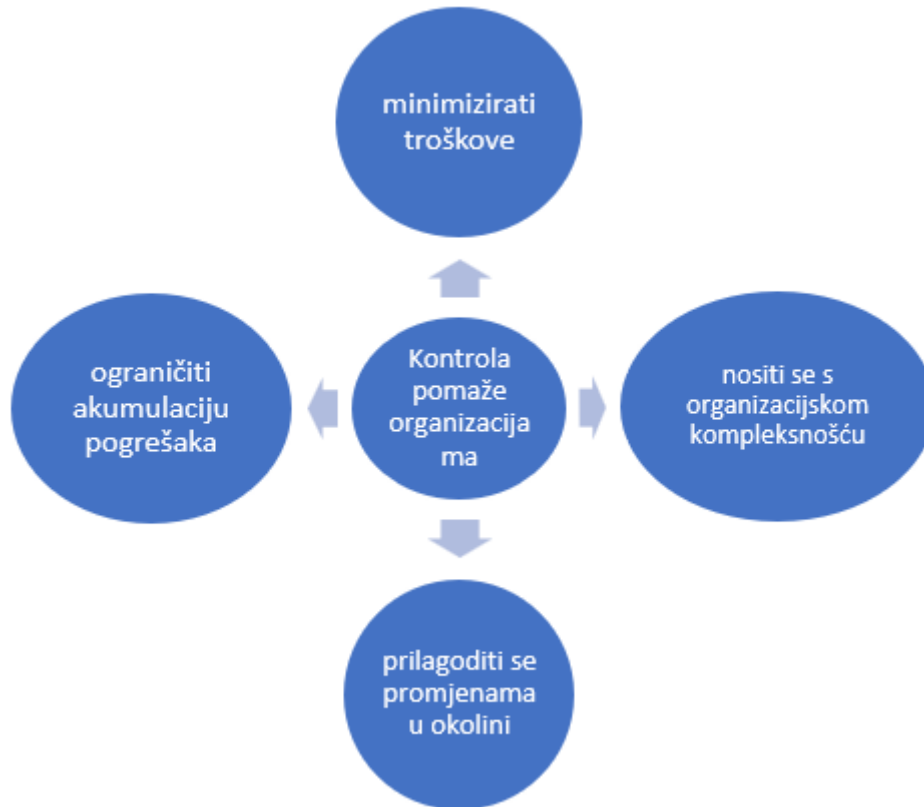 minimizirati
troškove
ograničiti
akumulaciju
pogrešaka
Kontrola
pomaže
organizacija
ma
nositi se s
organizacijskom
kompleksnošću
prilagoditi se
promjenama
u okolini